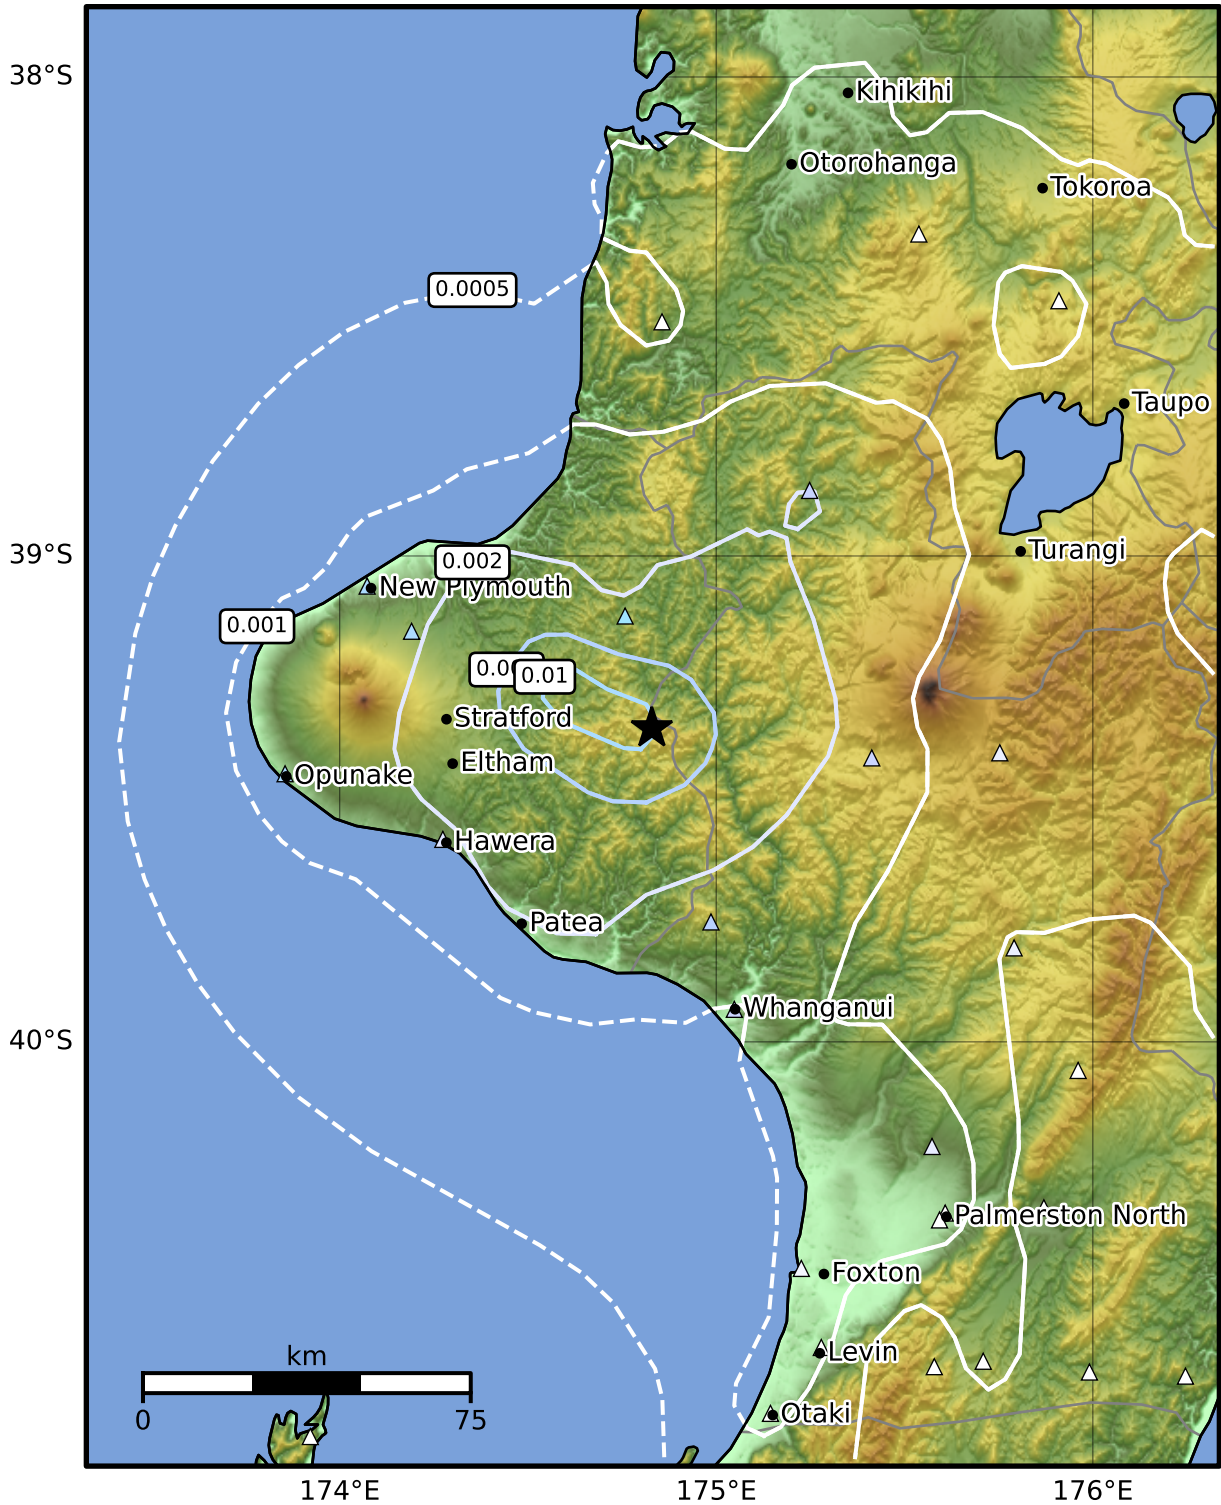 38°S
Kihikihi
Otorohanga
Tokoroa
0.0005
Taupo
39°S
Turangi
0.002
New Plymouth
0.001
0.01
Stratford
Eltham
Opunake
Hawera
Patea
Whanganui
40°S
Palmerston North
Foxton
Levin
km
0 75
Otaki
174°E 175°E 176°E